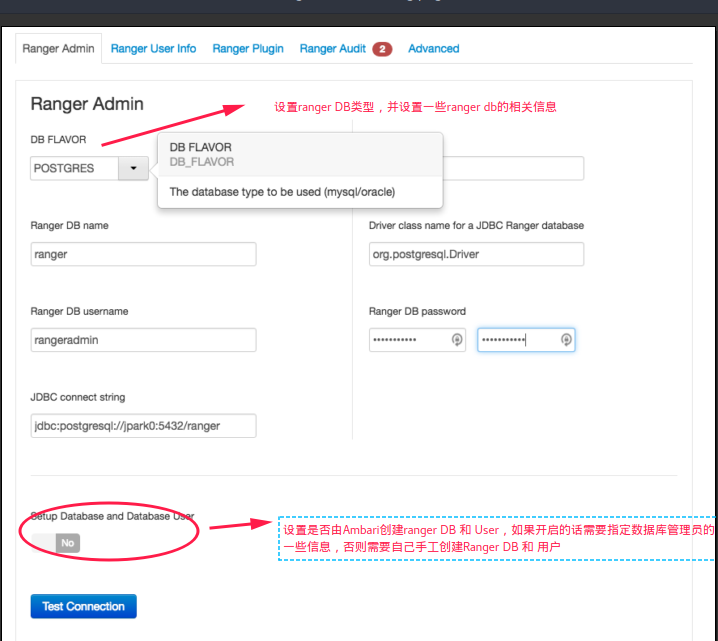 Ranger Admin Ranger User Info Ranger Plugin Ranger Audit 2 Advanced
Ranger Admin
设置ranger DB类型，并设置一些ranger db的相关信息
DB FLAVOR
POSTGRES
DB FLAVOR
DB_FLAVOR
The database type to be used (mysql/oracle)
Ranger DB name
Driver class name for a JDBC Ranger database
ranger
org.postgresql.Driver
Ranger DB username
Ranger DB password
rangeradmin
•••••••••••
•••••••••••
JDBC connect string
jdbc:postgresql://jpark0:5432/ranger
Setup Database and Database User
No
设置是否由Ambari创建ranger DB 和 User，如果开启的话需要指定数据库管理员的
一些信息，否则需要自己手工创建Ranger DB 和 用户
Test Connection